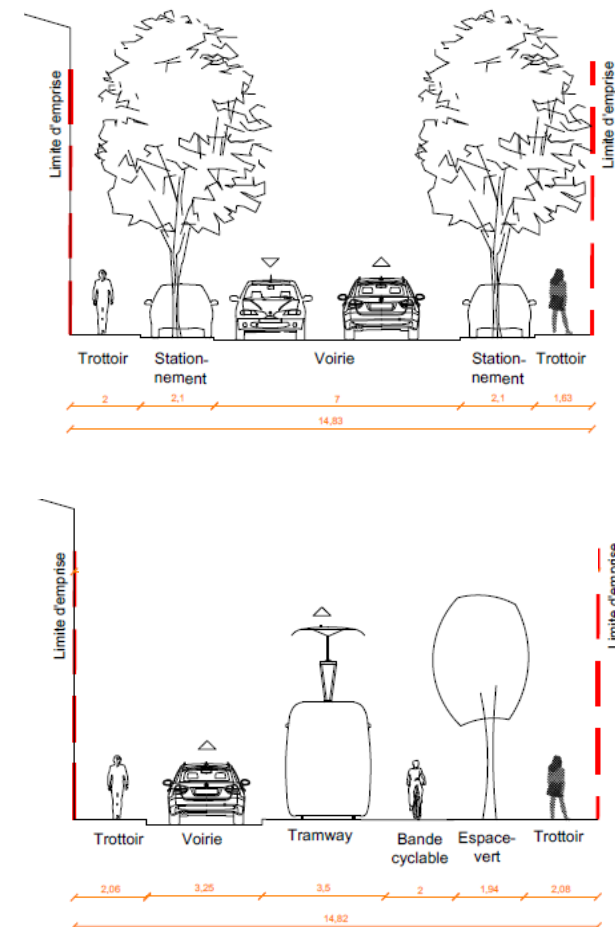 Limite d'emprise
Limite d'emprise
Trottoir Station- Voirie Station- Trottoir
nement nement
2 2,1 7 2,1 1,63
14,83
Limite d'emprise
Limite d'emprise
Trottoir Voirie Tramway Bande Espace- Trottoir
cyclable vert
2,06 3,25 3,5 2 1,94 2,08
14,82